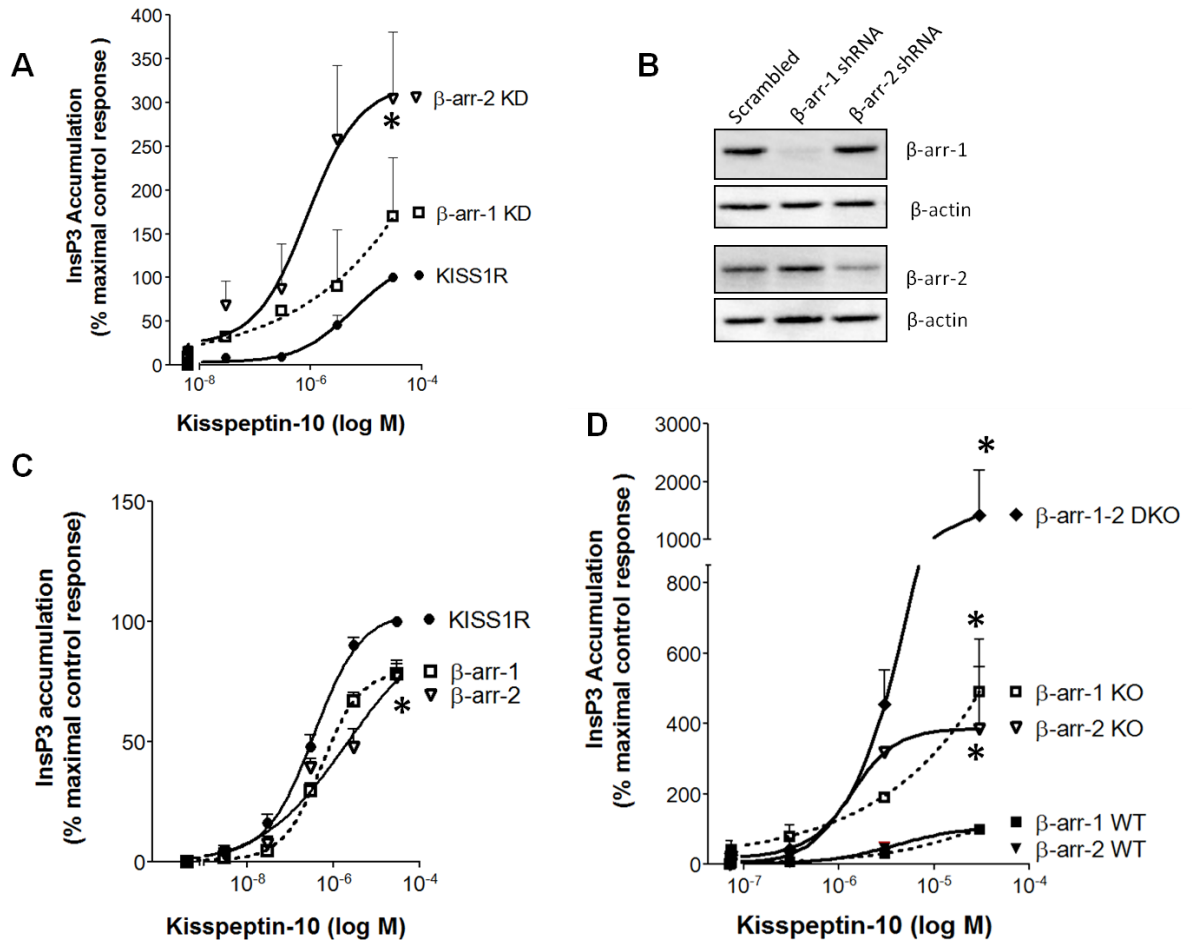 A
InsP3 Accumulation
(% maximal control response)
400
350
300
250
200
150
100
50
0
β-arr-2 KD
*
β-arr-1 KD
KISS1R
10⁻⁸
10⁻⁶
10⁻⁴
Kisspeptin-10 (log M)
B
Scrambled
β-arr-1 shRNA
β-arr-2 shRNA
β-arr-1
β-actin
β-arr-2
β-actin
C
InsP3 accumulation
(% maximal control response)
150
100
50
0
KISS1R
β-arr-1
β-arr-2
*
10⁻⁸
10⁻⁶
10⁻⁴
Kisspeptin-10 (log M)
D
InsP3 Accumulation
(% maximal control response )
3000
2000
1000
800
600
400
200
0
*
β-arr-1-2 DKO
*
β-arr-1 KO
β-arr-2 KO
*
β-arr-1 WT
β-arr-2 WT
10⁻⁷
10⁻⁶
10⁻⁵
10⁻⁴
Kisspeptin-10 (log M)